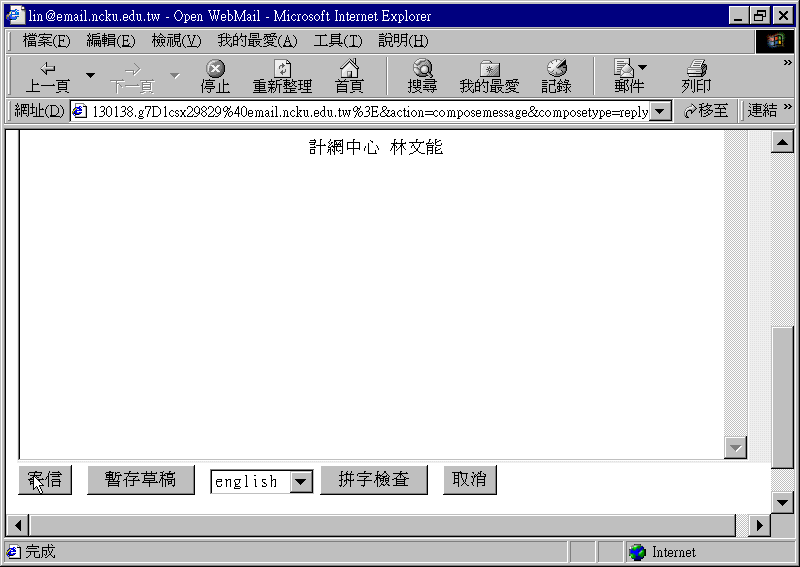 lin@email.ncku.edu.tw - Open WebMail - Microsoft Internet Explorer
檔案(F) 編輯(E) 檢視(V) 我的最愛(A) 工具(T) 說明(H)
上一頁 下一頁 停止 重新整理 首頁 搜尋 我的最愛 記錄 郵件 列印 »
網址(D) 130138.g7D1csx29829%40email.ncku.edu.tw%3E&action=composemessage&composetype=reply 移至 連結 »
計網中心 林文能
寄信 暫存草稿 english 拼字檢查 取消
完成 Internet